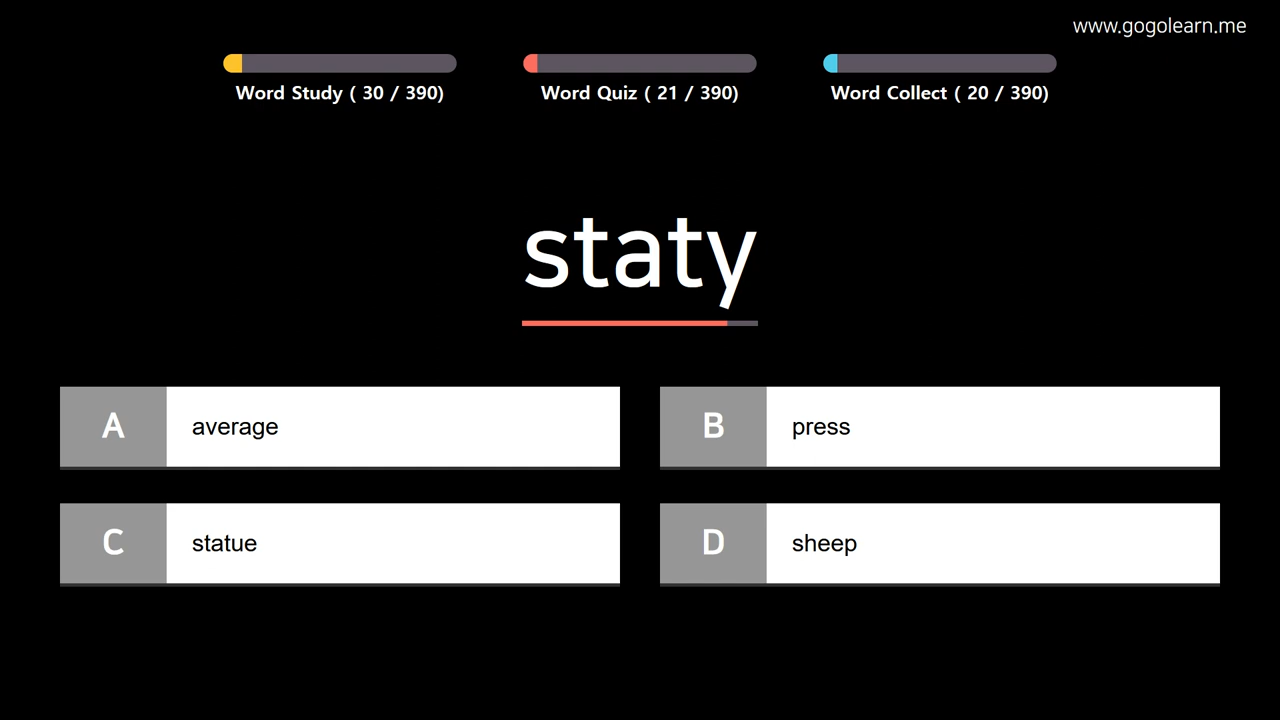 www.gogolearn.me
Word Study ( 30 / 390)
Word Quiz ( 21 / 390)
Word Collect ( 20 / 390)
staty
A average
B press
C statue
D sheep